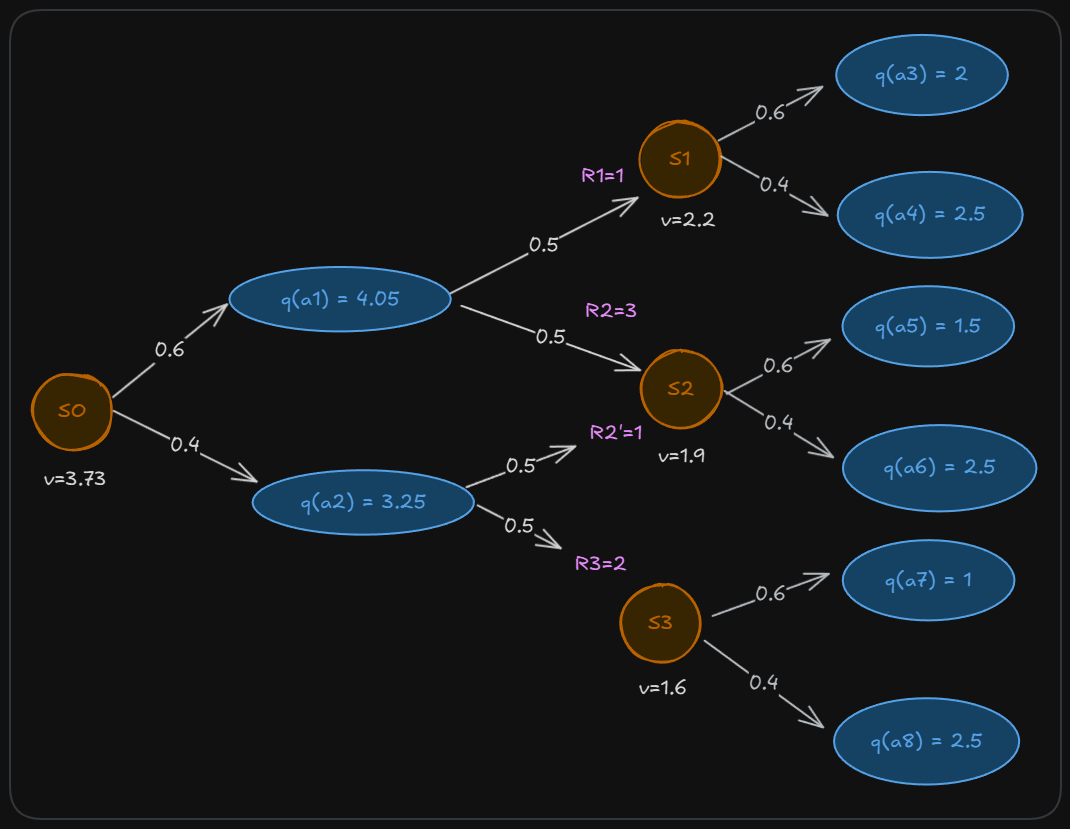 q(a3) = 2
0.6
S1
R1=1
0.4
q(a4) = 2.5
v=2.2
0.5
q(a1) = 4.05
R2=3
q(a5) = 1.5
0.5
0.6
0.6
S2
S0
0.4
R2'=1
0.4
v=1.9
0.5
q(a6) = 2.5
v=3.73
q(a2) = 3.25
0.5
R3=2
q(a7) = 1
0.6
S3
0.4
v=1.6
q(a8) = 2.5